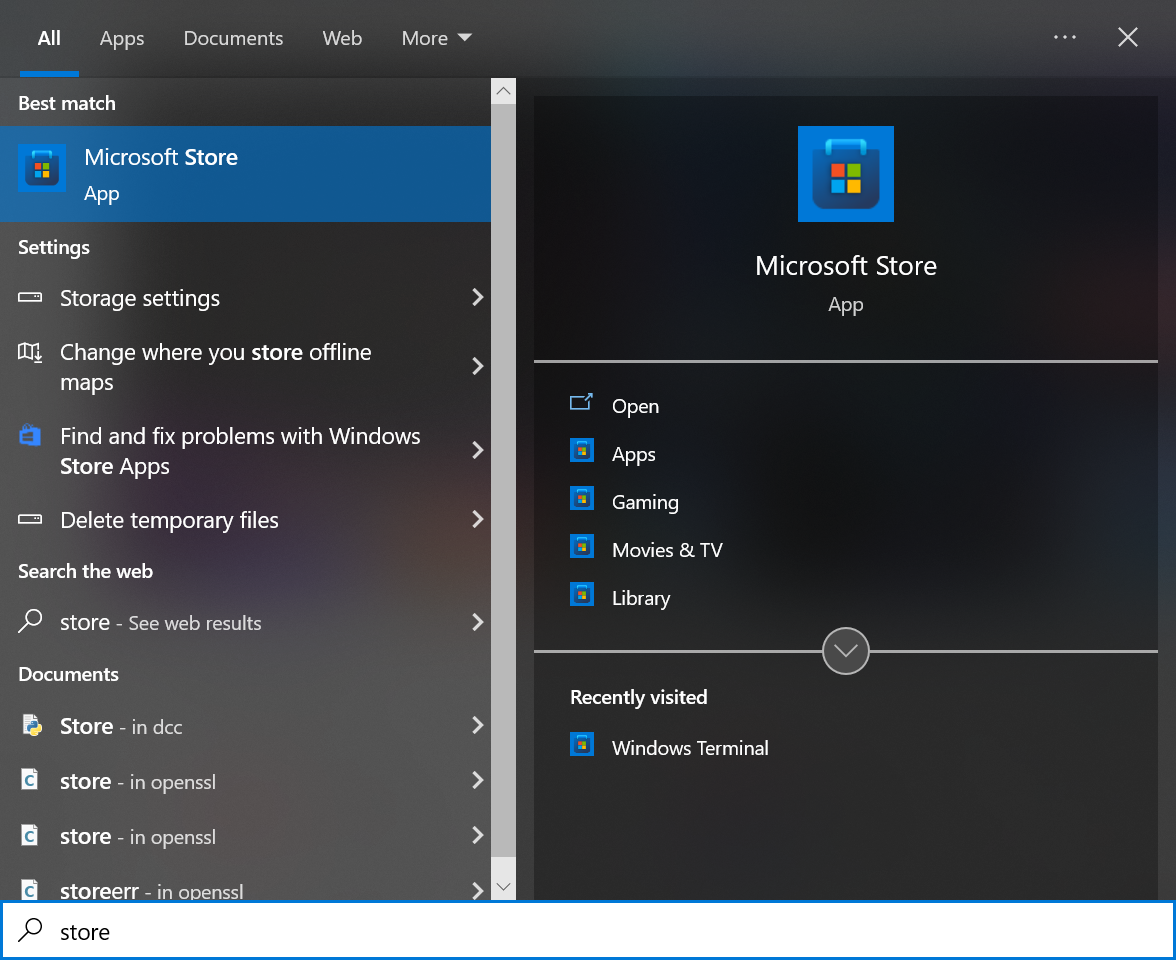 All Apps Documents Web More
Best match
Microsoft Store
App
Settings
Storage settings
Change where you store offline
maps
Find and fix problems with Windows
Store Apps
Delete temporary files
Search the web
store - See web results
Documents
Store - in dcc
store - in openssl
store - in openssl
storeerr - in openssl
Microsoft Store
App
Open
Apps
Gaming
Movies & TV
Library
Recently visited
Windows Terminal
store